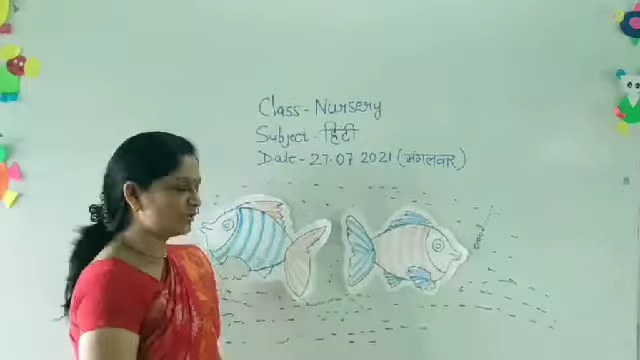 Class - Nursery
Subject - हिंदी
Date - 27.07 2021 (मंगलवार)